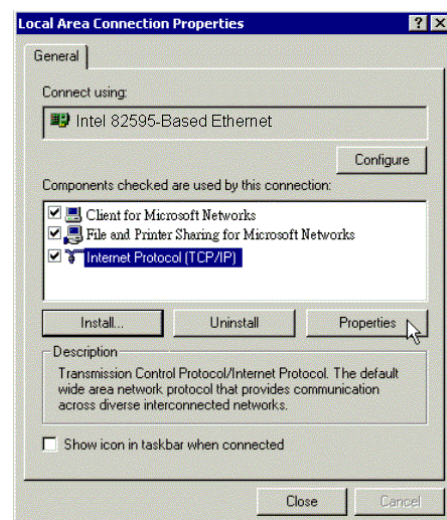 Local Area Connection Properties
General
Connect using:
Intel 82595-Based Ethernet
Configure
Components checked are used by this connection:
Client for Microsoft Networks
File and Printer Sharing for Microsoft Networks
Internet Protocol (TCP/IP)
Install... Uninstall Properties
Description
Transmission Control Protocol/Internet Protocol. The default
wide area network protocol that provides communication
across diverse interconnected networks.
Show icon in taskbar when connected
Close Cancel